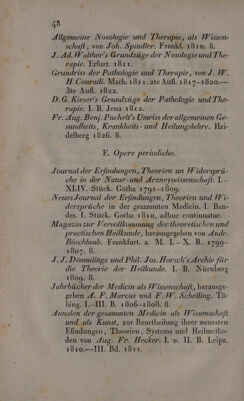 48
Allgemeine Nosologie und Therapie, als Wissen-
schaft, von Joh. Spindler. Frankf. 1810. 8.
J. Ad. Walther's Grundzüge der Nosologie und The-
rapie. Erfurt. 1811.
Grundriss der Pathologie und Therapie, von J. W.
H. Conradi. Marb. 1811. 2te Aufl. 1817–1820.—
3te Aufl. 1822.
D. G. Kieser's Grundzüge der Pathologie und The-
rapie. I. B. Jena 1812.
Fr. Aug. Benj. Puchelt's Umriss der allgemeinen Ge-
sundheits, Krankheits- und Heilungslehre. Hei-
delberg 1826. 8.
E. Opere periodiche.
Journal der Erfindungen, Theorien und Widersprü-
che in der Natur- und Arzneywissenschaft. I.-
XLIV. Stück. Gotha 1791–1809.
Neues Journal der Erfindungen, Theorien und Wi-
dersprüche in der gesammten Medicin. I. Ban-
des. I. Stück. Gotha 1810, adhuc continuatur.
Magazin zur Vervollkommnung der theoretischen und
practischen Heilkunde, herausgegeben von Andr.
Röschlaub. Frankfurt. a. M. I.–X. B. 1799–
1807. 8.
J. J. Dömmlings und Phil. Jos. Horsch's Archiv für
die Theorie der Heilkunde. I. B. Nürnberg
1809. 8.
Jahrbücher der Medicin als Wissenschaft, herausge-
geben v. A. F. Marcus und F. W. Schelling. Tü-
bing. I.–III. B. 1806–1808. 8.
Annalen der gesammten Medicin als Wissenschaft
und als Kunst, zur Beurtheilung ihrer neuesten
Efindungen, Theorien, Systeme und Heilmetho-
den von Aug. Fr. Hecker. I. u. II. B. Leipz.
1810.—III. Bd. 1811.